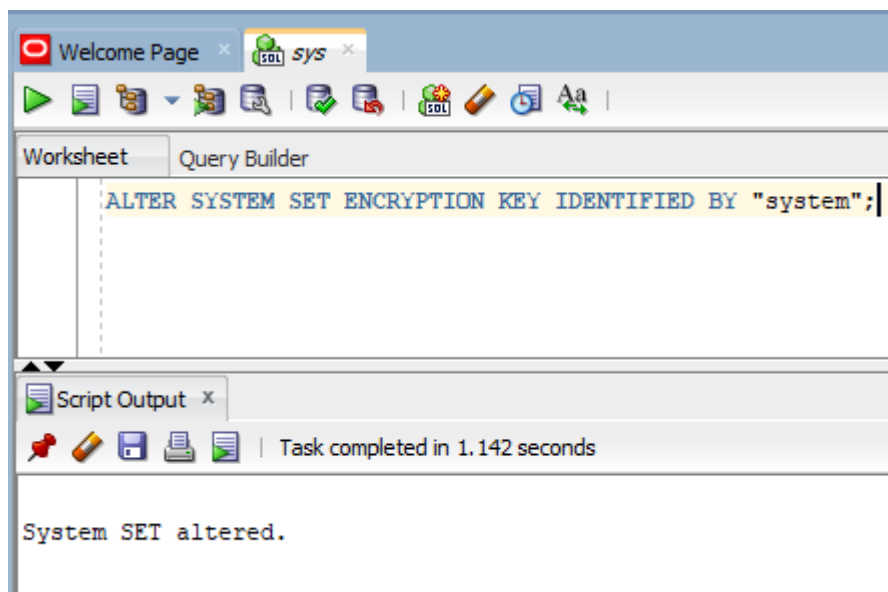 Welcome Page sys
Worksheet Query Builder
ALTER SYSTEM SET ENCRYPTION KEY IDENTIFIED BY "system";
Script Output
Task completed in 1.142 seconds
System SET altered.